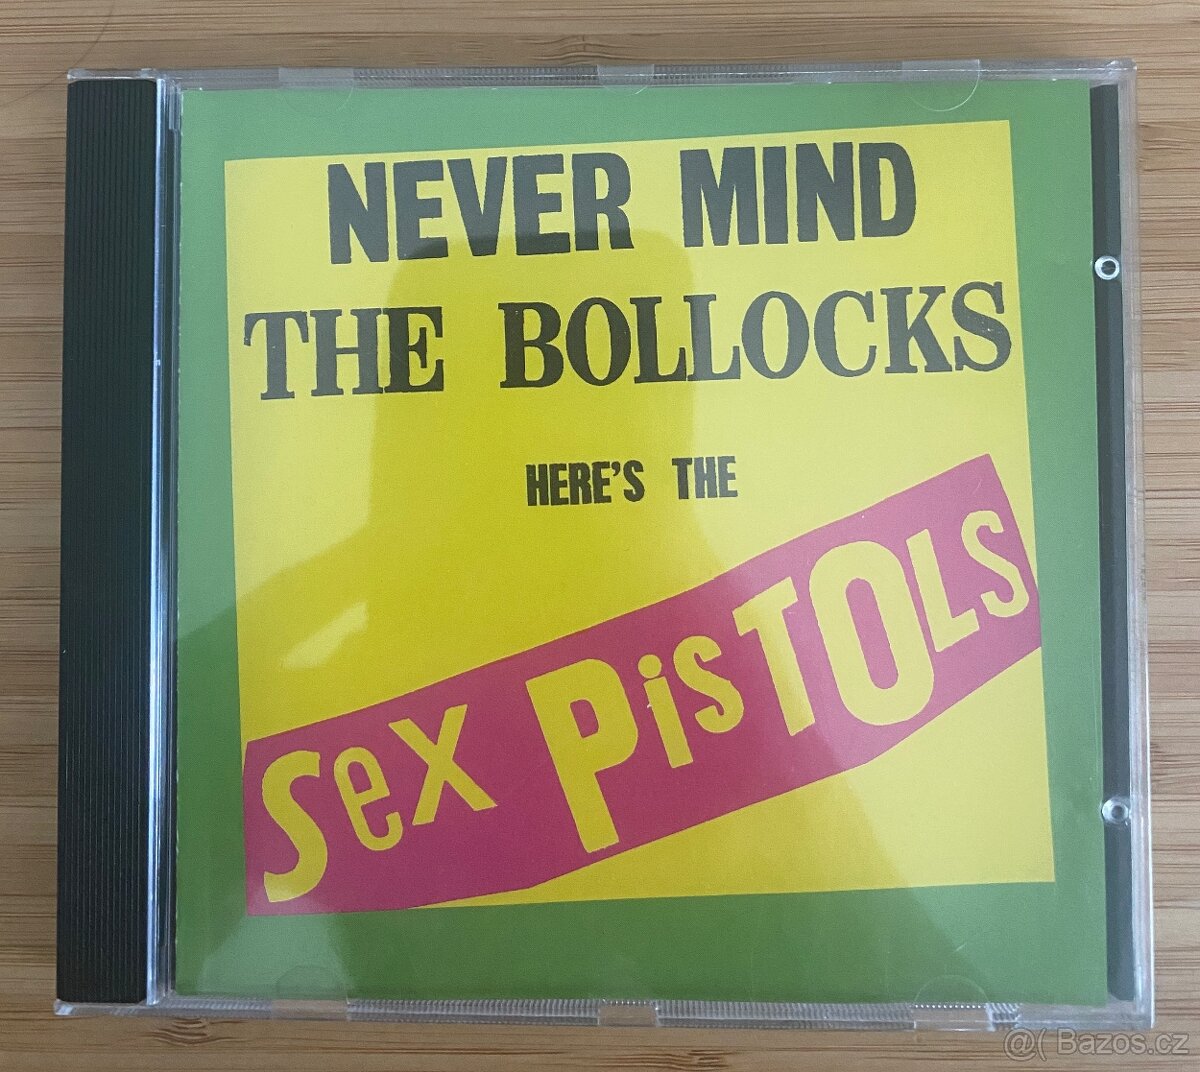 NEVER MIND
THE BOLLOCKS
HERE'S THE
Sex PisTOLS
@( Bazos.cz